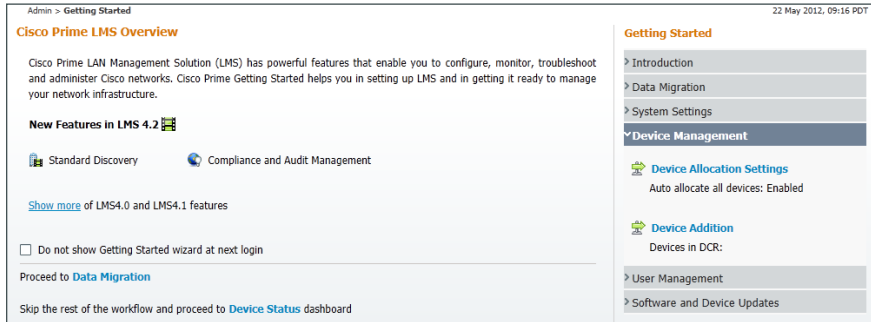 Admin > Getting Started
22 May 2012, 09:16 PDT
Cisco Prime LMS Overview
Cisco Prime LAN Management Solution (LMS) has powerful features that enable you to configure, monitor, troubleshoot
and administer Cisco networks. Cisco Prime Getting Started helps you in setting up LMS and in getting it ready to manage
your network infrastructure.
New Features in LMS 4.2
Standard Discovery
Compliance and Audit Management
Show more of LMS4.0 and LMS4.1 features
Do not show Getting Started wizard at next login
Proceed to Data Migration
Skip the rest of the workflow and proceed to Device Status dashboard
Getting Started
Introduction
Data Migration
System Settings
Device Management
Device Allocation Settings
Auto allocate all devices: Enabled
Device Addition
Devices in DCR:
User Management
Software and Device Updates